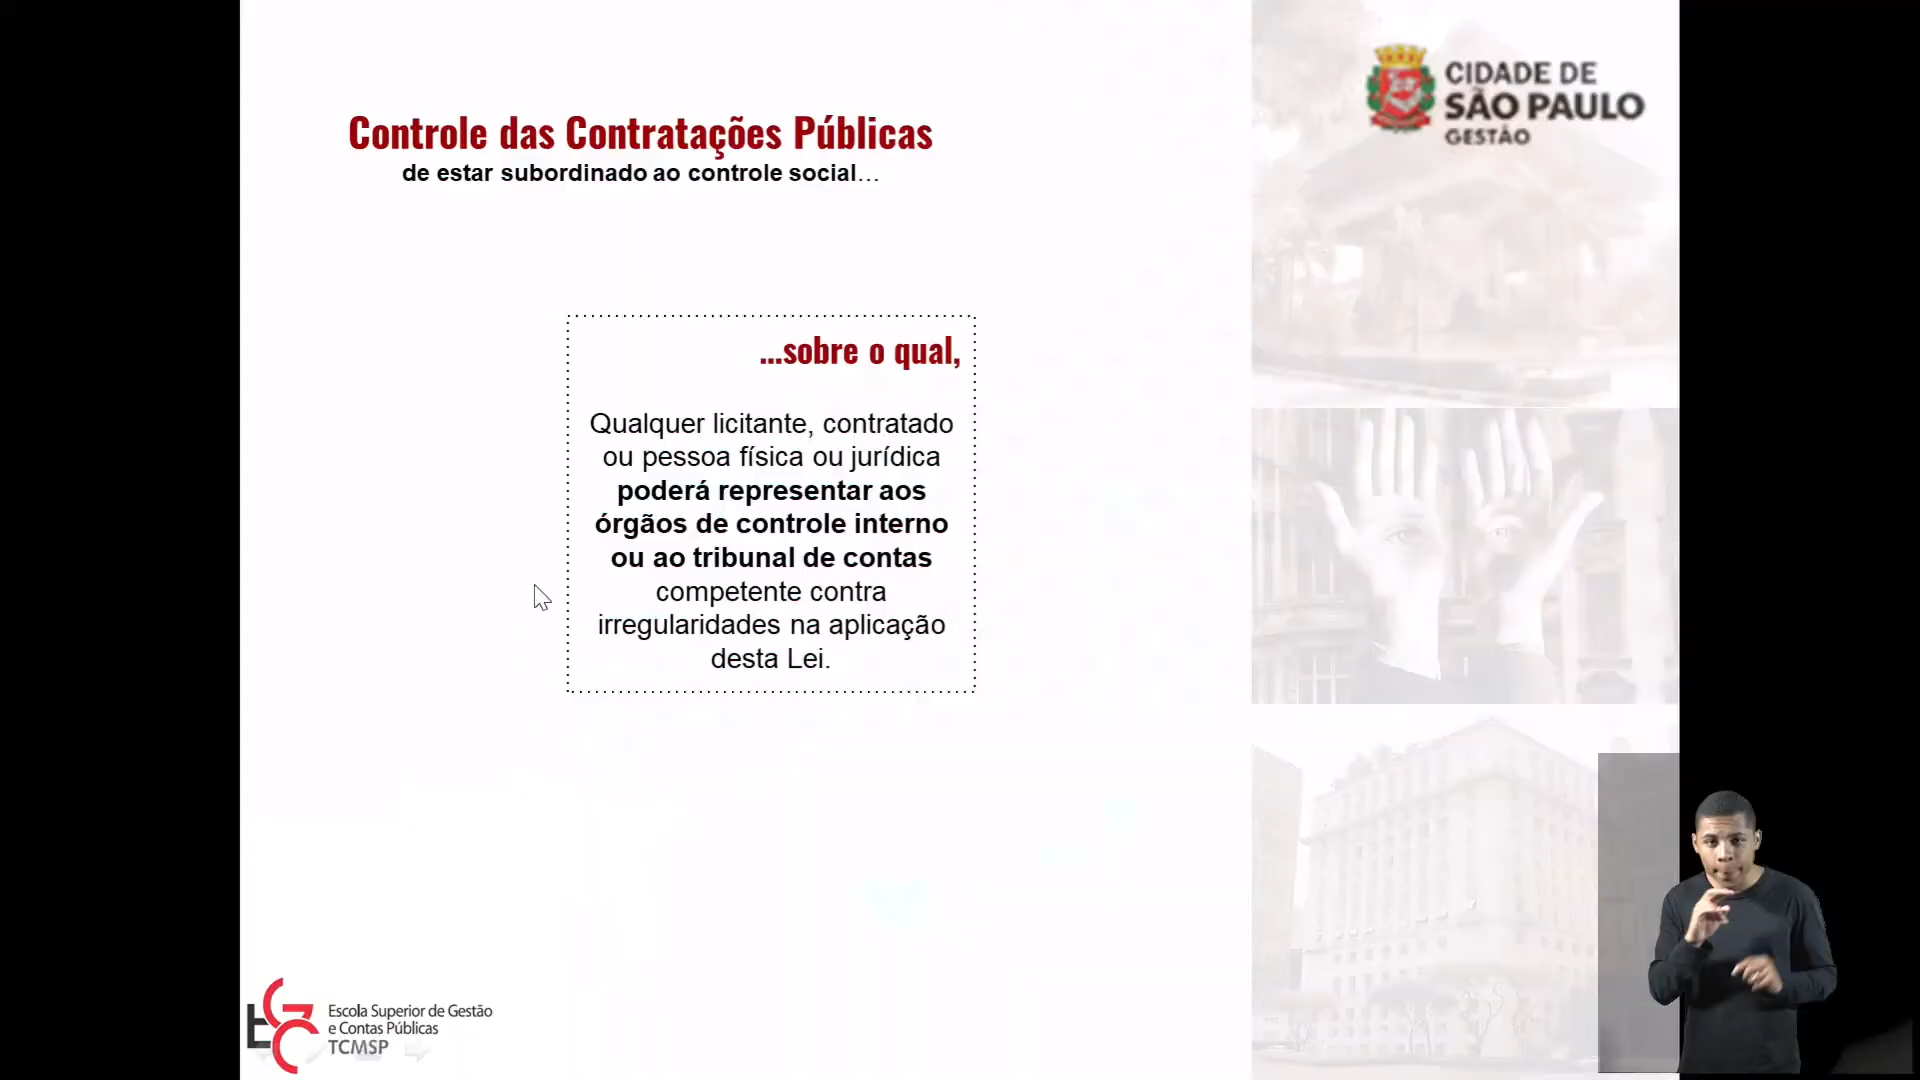 CIDADE DE
SÃO PAULO
GESTÃO
Controle das Contratações Públicas
de estar subordinado ao controle social...
...sobre o qual,
Qualquer licitante, contratado
ou pessoa física ou jurídica
poderá representar aos
órgãos de controle interno
ou ao tribunal de contas
competente contra
irregularidades na aplicação
desta Lei.
EGC
Escola Superior de Gestão
e Contas Públicas
TCMSP